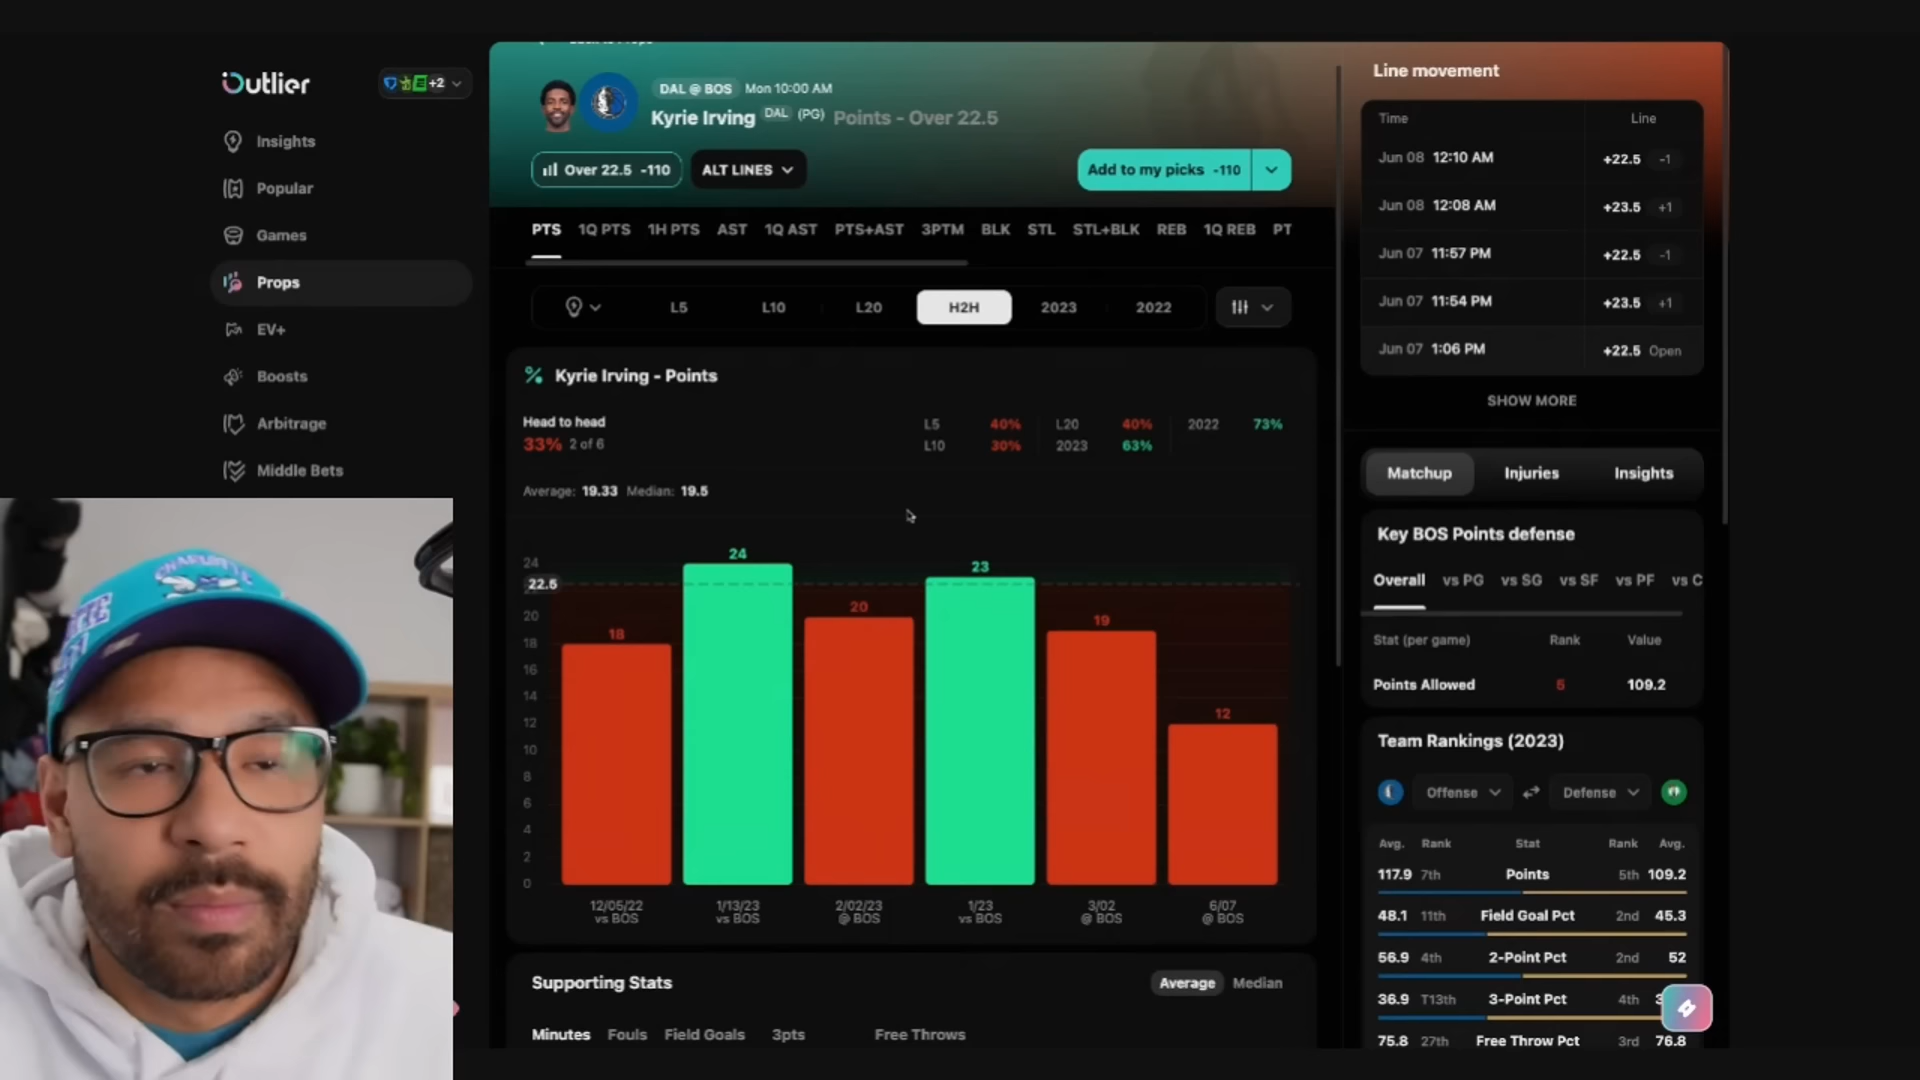 Outlier
+2
Insights
Popular
Games
Props
EV+
Boosts
Arbitrage
Middle Bets
DAL @ BOS Mon 10:00 AM
Kyrie Irving DAL (PG) Points - Over 22.5
Over 22.5 -110
ALT LINES
Add to my picks -110
PTS 1Q PTS 1H PTS AST 1Q AST PTS+AST 3PTM BLK STL STL+BLK REB 1Q REB PT
L5 L10 L20 H2H 2023 2022
% Kyrie Irving - Points
Head to head
33% 2 of 6
L5 40% L20 40% 2022 73%
L10 30% 2023 63%
Average: 19.33 Median: 19.5
24
22.5
20
18
16
14
12
10
8
6
4
2
0
18
24
20
23
19
12
12/05/22
vs BOS
1/13/23
vs BOS
2/02/23
@ BOS
1/23
vs BOS
3/02
@ BOS
6/07
@ BOS
Supporting Stats
Average Median
Minutes Fouls Field Goals 3pts Free Throws
Line movement
Time Line
Jun 08 12:10 AM +22.5 -1
Jun 08 12:08 AM +23.5 +1
Jun 07 11:57 PM +22.5 -1
Jun 07 11:54 PM +23.5 +1
Jun 07 1:06 PM +22.5 Open
SHOW MORE
Matchup Injuries Insights
Key BOS Points defense
Overall vs PG vs SG vs SF vs PF vs C
Stat (per game) Rank Value
Points Allowed 5 109.2
Team Rankings (2023)
Offense Defense
Avg. Rank Stat Rank Avg.
117.9 7th Points 5th 109.2
48.1 11th Field Goal Pct 2nd 45.3
56.9 4th 2-Point Pct 2nd 52
36.9 T13th 3-Point Pct 4th
75.8 27th Free Throw Pct 3rd 76.8
CHARLOTTE